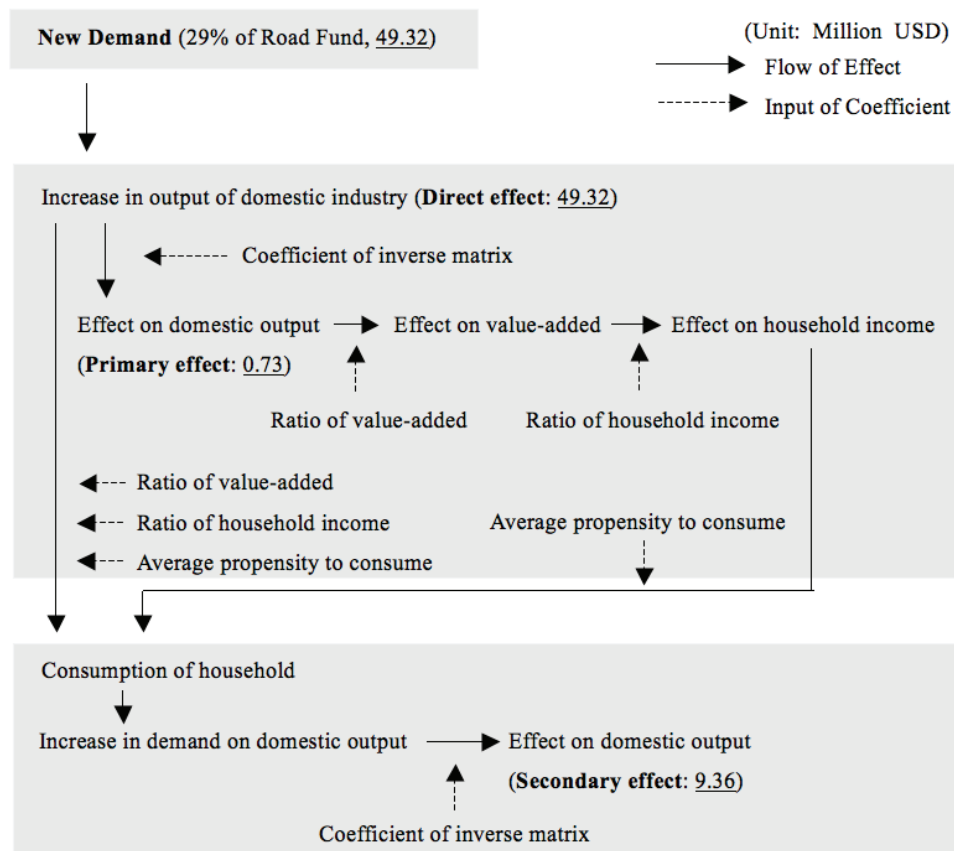 New Demand (29% of Road Fund, 49.32)
(Unit: Million USD)
Flow of Effect
Input of Coefficient
Increase in output of domestic industry (Direct effect: 49.32)
Coefficient of inverse matrix
Effect on domestic output
(Primary effect: 0.73)
Effect on value-added
Effect on household income
Ratio of value-added
Ratio of household income
Ratio of value-added
Ratio of household income
Average propensity to consume
Average propensity to consume
Consumption of household
Increase in demand on domestic output
Effect on domestic output
(Secondary effect: 9.36)
Coefficient of inverse matrix